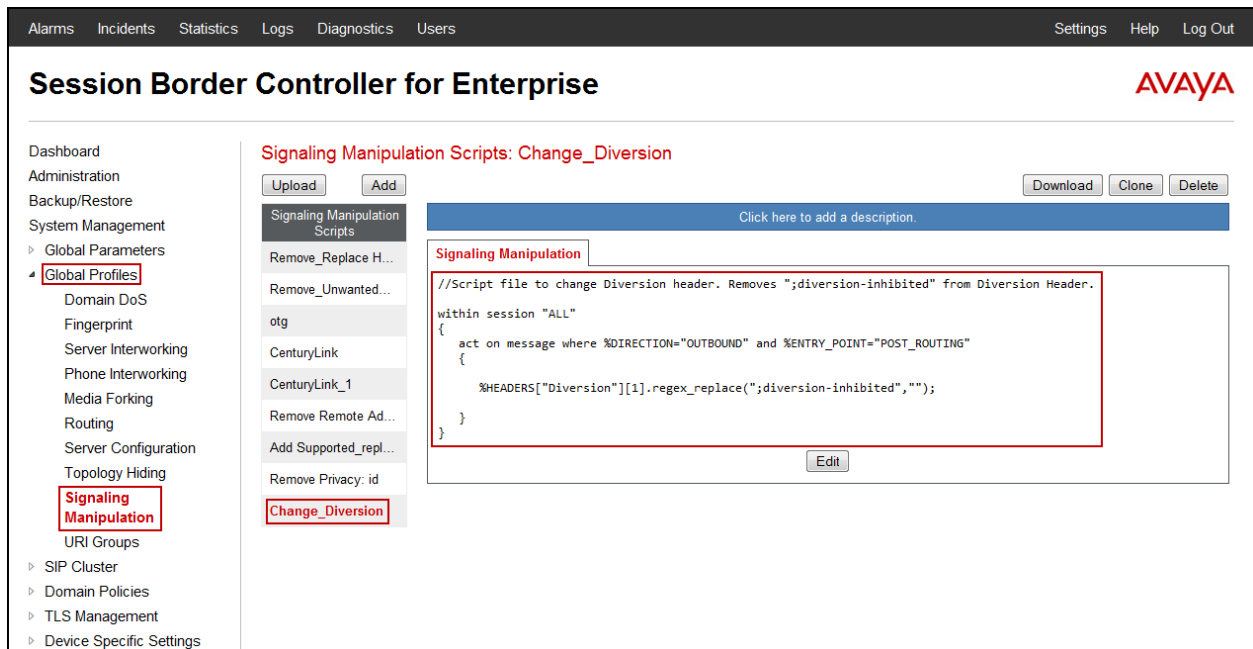 Alarms Incidents Statistics Logs Diagnostics Users Settings Help Log Out
Session Border Controller for Enterprise
AVAYA
Dashboard
Administration
Backup/Restore
System Management
Global Parameters
Global Profiles
Domain DoS
Fingerprint
Server Interworking
Phone Interworking
Media Forking
Routing
Server Configuration
Topology Hiding
Signaling
Manipulation
URI Groups
SIP Cluster
Domain Policies
TLS Management
Device Specific Settings
Signaling Manipulation Scripts: Change_Diversion
Upload Add Download Clone Delete
Signaling Manipulation
Scripts
Remove_Replace H...
Remove_Unwanted...
otg
CenturyLink
CenturyLink_1
Remove Remote Ad...
Add Supported_repl...
Remove Privacy: id
Change_Diversion
Click here to add a description.
Signaling Manipulation
//Script file to change Diversion header. Removes ";diversion-inhibited" from Diversion Header.
within session "ALL"
{
act on message where %DIRECTION="OUTBOUND" and %ENTRY_POINT="POST_ROUTING"
{
%HEADERS["Diversion"][1].regex_replace(";diversion-inhibited","");
}
}
Edit